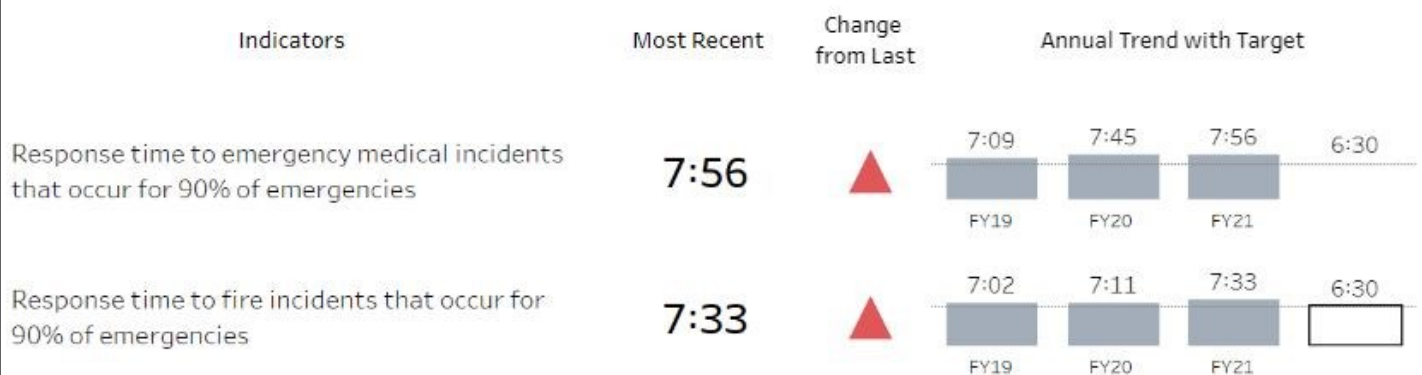 Indicators Most Recent Change from Last Annual Trend with Target
Response time to emergency medical incidents
that occur for 90% of emergencies
7:56
7:09 7:45 7:56 6:30
FY19 FY20 FY21
Response time to fire incidents that occur for
90% of emergencies
7:33
7:02 7:11 7:33 6:30
FY19 FY20 FY21